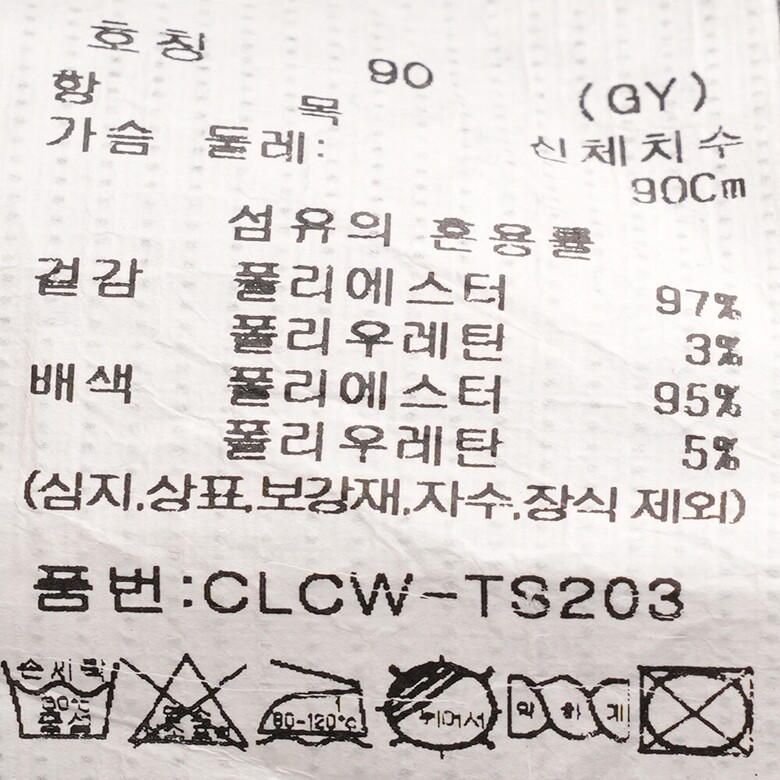 호칭 90 (GY)
항 목 신체치수
가슴 둘레: 90Cm
섬유의 혼용률
겉감 폴리에스터 97%
폴리우레탄 3%
배색 폴리에스터 95%
폴리우레탄 5%
(심지,상표,보강재,자수,장식 제외)
품번:CLCW-TS203
손세탁 약하게
30℃ 80-120℃ 뉘어서
중성